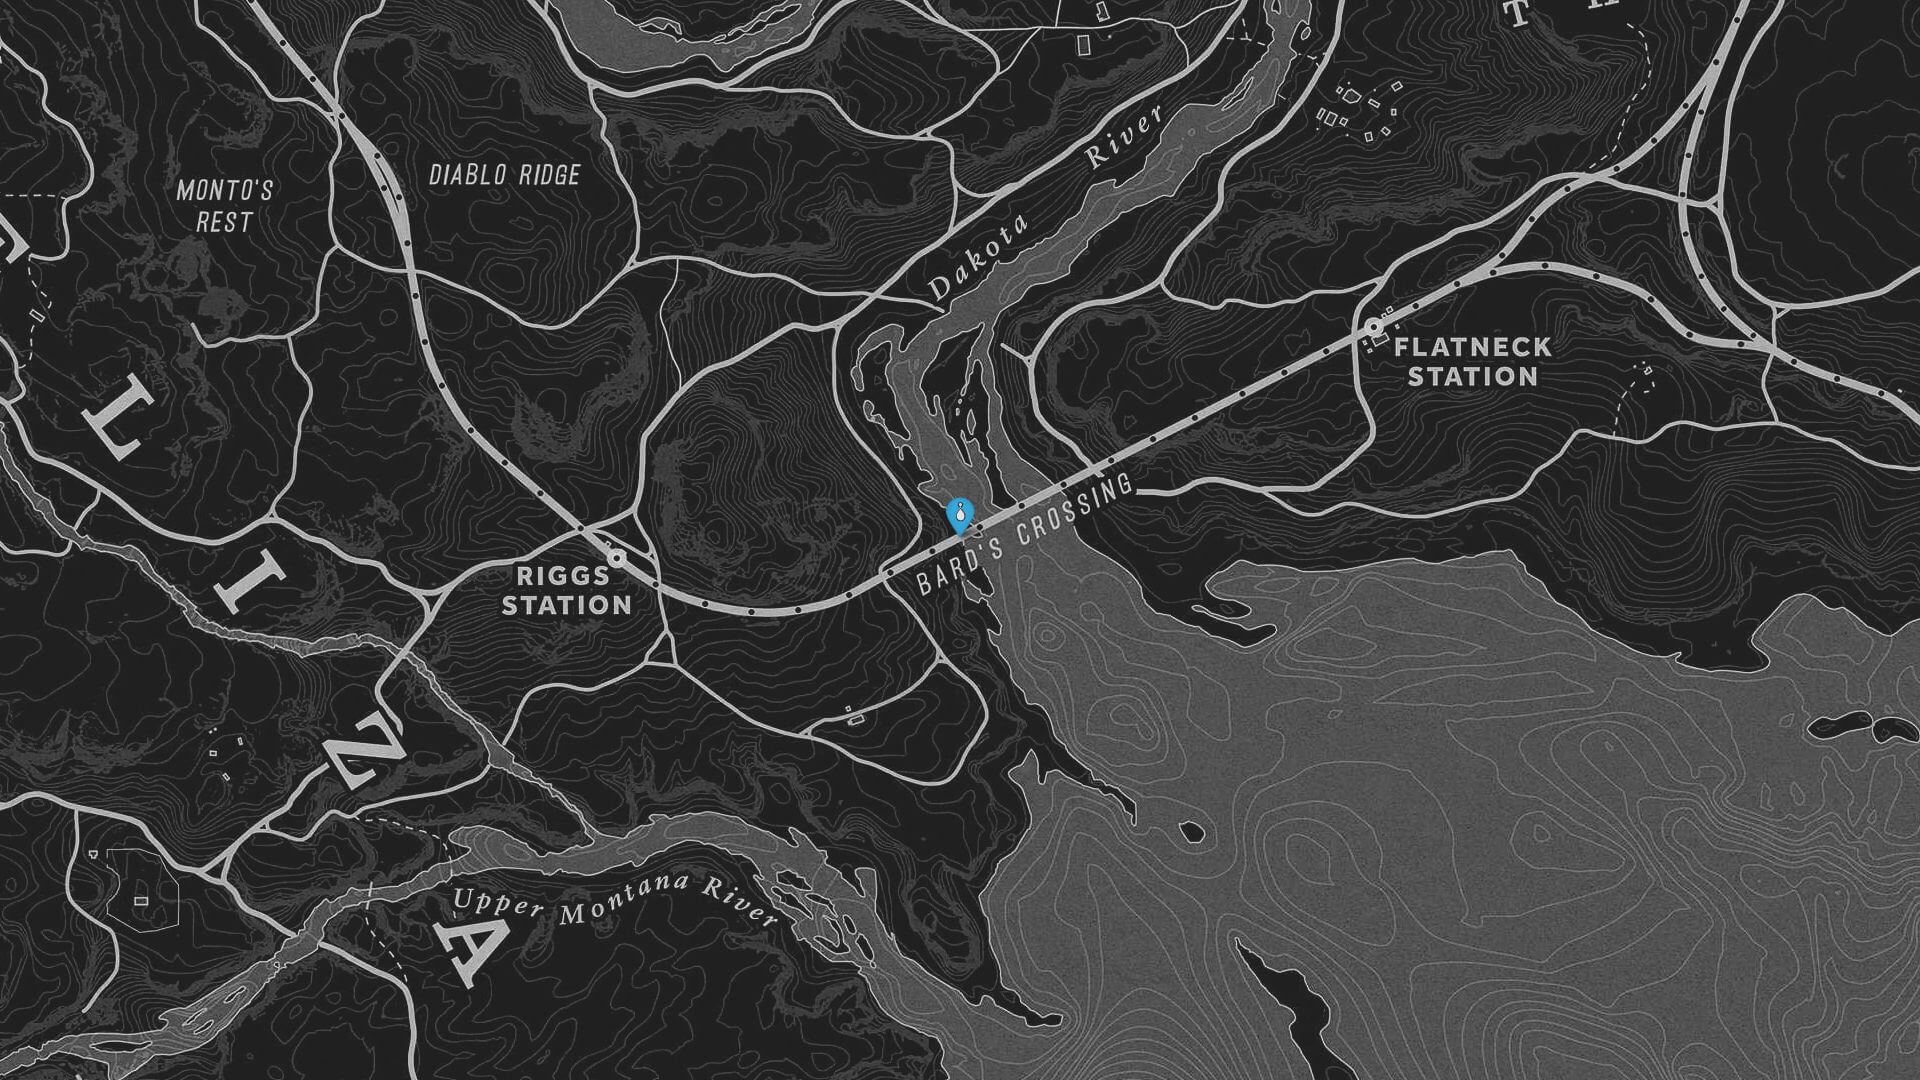 MONTO'S
REST
DIABLO RIDGE
Dakota River
FLATNECK
STATION
BARD'S CROSSING
RIGGS
STATION
L
I
Z
A
Upper Montana River